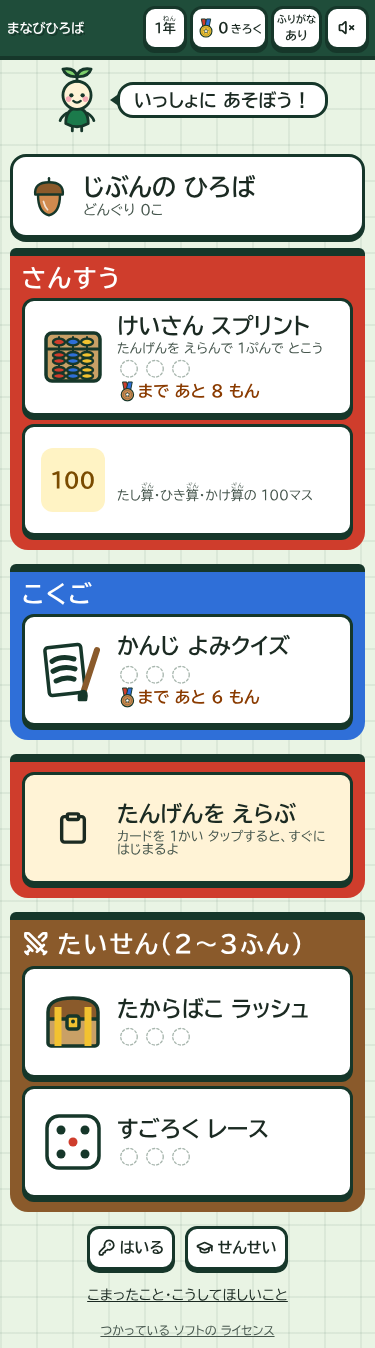 まなびひろば
ねん
1年
0 きろく
ふりがな
あり
いっしょに あそぼう！
じぶんの ひろば
どんぐり 0こ
さんすう
けいさん スプリント
たんげんを えらんで 1ぷんで とこう
まで あと 8 もん
100
ざん ざん ざん
たし算・ひき算・かけ算の 100マス
こくご
かんじ よみクイズ
まで あと 6 もん
たんげんを えらぶ
カードを 1かい タップすると、すぐに
はじまるよ
たいせん（2～3ぷん）
たからばこ ラッシュ
すごろく レース
はいる
せんせい
こまったこと・こうしてほしいこと
つかっている ソフトの ライセンス